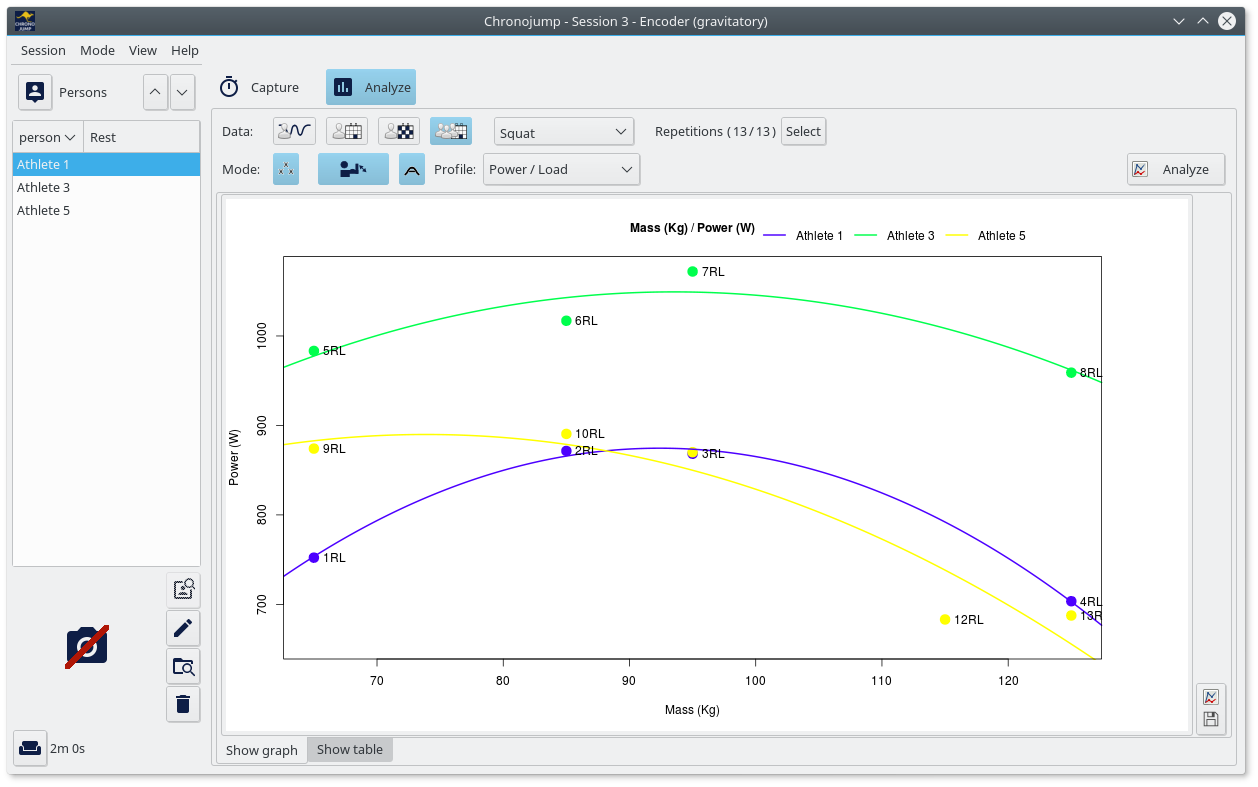 Chronojump - Session 3 - Encoder (gravitatory)
Session Mode View Help
Persons
Capture
Analyze
person Rest
Athlete 1
Athlete 3
Athlete 5
2m 0s
Data: Squat Repetitions (13/13) Select
Mode: Profile: Power / Load Analyze
Mass (Kg) / Power (W) Athlete 1 Athlete 3 Athlete 5
Power (W)
1000
900
800
700
7RL
6RL
5RL
8RL
10RL
9RL
2RL
3RL
1RL
4RL
13R
12RL
70 80 90 100 110 120
Mass (Kg)
Show graph Show table